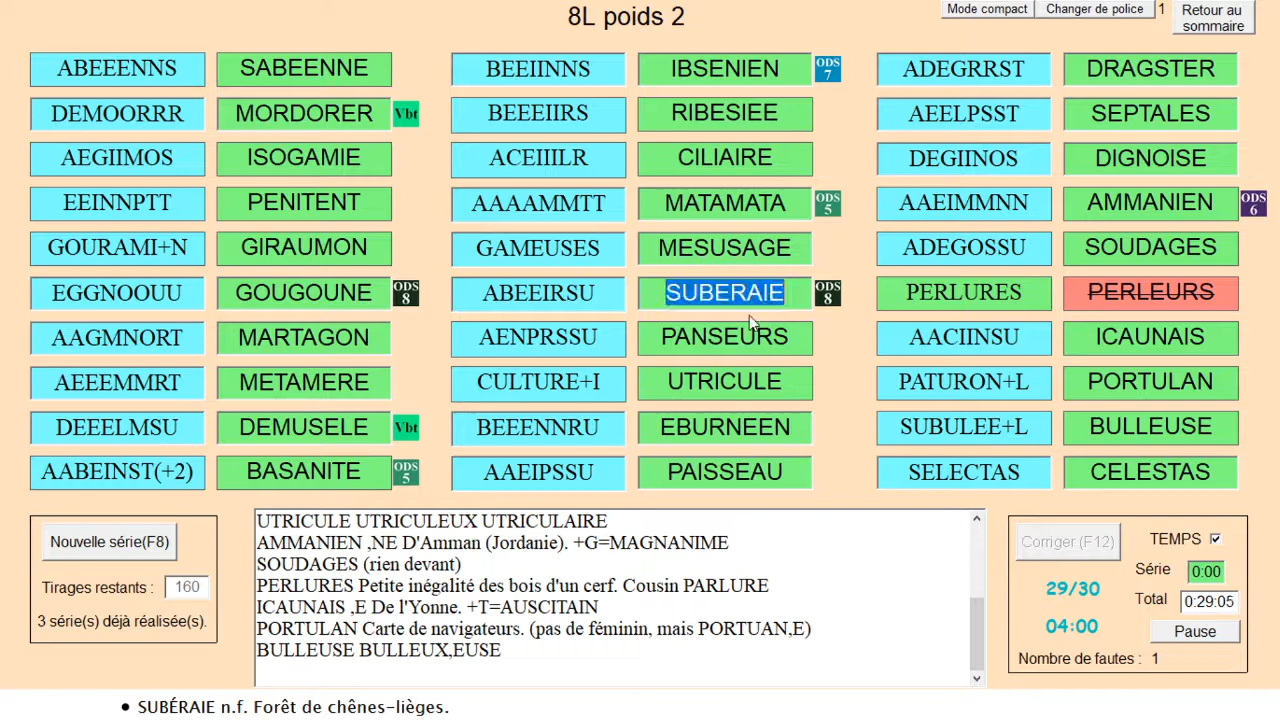 8L poids 2
Mode compact Changer de police 1 Retour au sommaire
ABEEENNS SABEENNE BEEIINNS IBSENIEN ODS 7 ADEGRRST DRAGSTER
DEMOORRR MORDORER Vbt BEEEIIRS RIBESIEE AEELPSST SEPTALES
AEGIIMOS ISOGAMIE ACEIIILR CILIAIRE DEGIINOS DIGNOISE
EEINNPTT PENITENT AAAAMMTT MATAMATA ODS 5 AAEIMMNN AMMANIEN ODS 6
GOURAMI+N GIRAUMON GAMEUSES MESUSAGE ADEGOSSU SOUDAGES
EGGNOOUU GOUGOUNE ODS 8 ABEEIRSU SUBERAIE ODS 8 PERLURES PERLEURS
AAGMNORT MARTAGON AENPRSSU PANSEURS AACIINSU ICAUNAIS
AEEEMMRT METAMERE CULTURE+I UTRICULE PATURON+L PORTULAN
DEEELMSU DEMUSELE Vbt BEEENNRU EBURNEEN SUBULEE+L BULLEUSE
AABEINST(+2) BASANITE ODS 5 AAEIPSSU PAISSEAU SELECTAS CELESTAS
Nouvelle série(F8)
Tirages restants : 160
3 série(s) déjà réalisée(s).
UTRICULE UTRICULEUX UTRICULAIRE
AMMANIEN ,NE D'Amman (Jordanie). +G=MAGNANIME
SOUDAGES (rien devant)
PERLURES Petite inégalité des bois d'un cerf. Cousin PARLURE
ICAUNAIS ,E De l'Yonne. +T=AUSCITAIN
PORTULAN Carte de navigateurs. (pas de féminin, mais PORTUAN,E)
BULLEUSE BULLEUX,EUSE
Corriger (F12) TEMPS
Série 0:00
29/30
Total 0:29:05
04:00
Pause
Nombre de fautes : 1
• SUBÉRAIE n.f. Forêt de chênes-lièges.